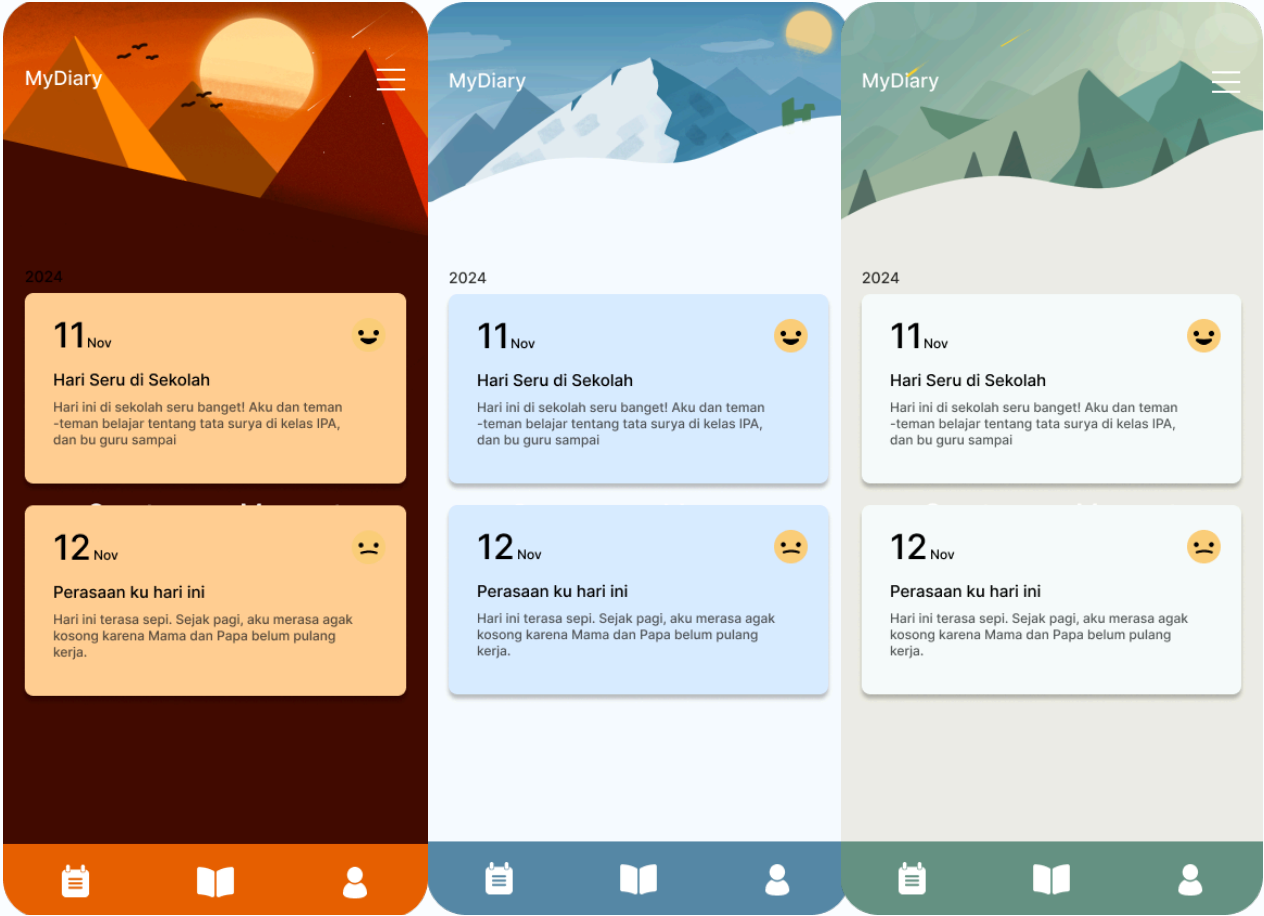 MyDiary
2024
11 Nov
Hari Seru di Sekolah
Hari ini di sekolah seru banget! Aku dan teman
-teman belajar tentang tata surya di kelas IPA,
dan bu guru sampai
12 Nov
Perasaan ku hari ini
Hari ini terasa sepi. Sejak pagi, aku merasa agak
kosong karena Mama dan Papa belum pulang
kerja.
MyDiary
2024
11 Nov
Hari Seru di Sekolah
Hari ini di sekolah seru banget! Aku dan teman
-teman belajar tentang tata surya di kelas IPA,
dan bu guru sampai
12 Nov
Perasaan ku hari ini
Hari ini terasa sepi. Sejak pagi, aku merasa agak
kosong karena Mama dan Papa belum pulang
kerja.
MyDiary
2024
11 Nov
Hari Seru di Sekolah
Hari ini di sekolah seru banget! Aku dan teman
-teman belajar tentang tata surya di kelas IPA,
dan bu guru sampai
12 Nov
Perasaan ku hari ini
Hari ini terasa sepi. Sejak pagi, aku merasa agak
kosong karena Mama dan Papa belum pulang
kerja.